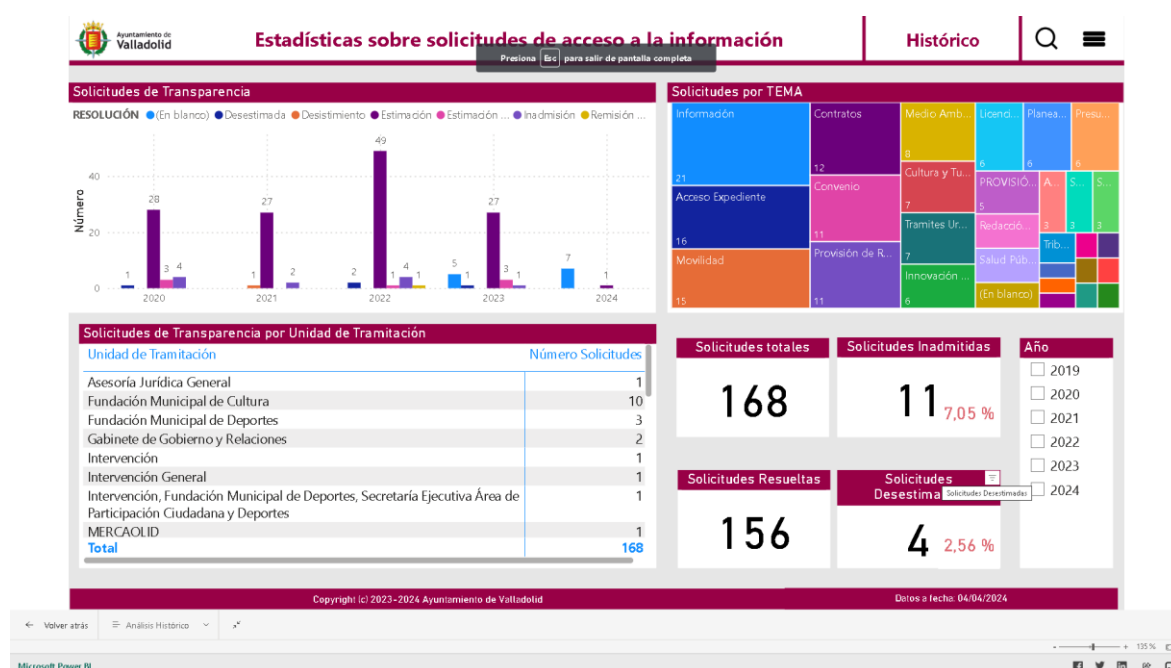 Ayuntamiento de
Valladolid
Estadísticas sobre solicitudes de acceso a la información
Histórico
Presiona Esc para salir de pantalla completa
Solicitudes de Transparencia
RESOLUCIÓN (En blanco) Desestimada Desistimiento Estimación Estimación ... Inadmisión Remisión ...
Número
40
20
0
1
28
3
4
2020
1
27
2
2021
2
49
1
4
1
2022
5
1
27
3
1
2023
7
1
2024
Solicitudes por TEMA
Información
21
Acceso Expediente
16
Movilidad
15
Contratos
12
Convenio
11
Provisión de R...
11
Medio Amb...
8
Cultura y Tu...
7
Tramites Ur...
7
Innovación ...
6
Licenci...
6
Planea...
6
Presu...
6
PROVISIÓ...
5
Redacció...
Salud Púb...
(En blanco)
A...
3
S...
3
S...
3
Trib...
Solicitudes de Transparencia por Unidad de Tramitación
Unidad de Tramitación Número Solicitudes
Asesoría Jurídica General 1
Fundación Municipal de Cultura 10
Fundación Municipal de Deportes 3
Gabinete de Gobierno y Relaciones 2
Intervención 1
Intervención General 1
Intervención, Fundación Municipal de Deportes, Secretaría Ejecutiva Área de 1
Participación Ciudadana y Deportes
MERCAOLID 1
Total 168
Solicitudes totales
168
Solicitudes Inadmitidas
11 7,05 %
Solicitudes Resueltas
156
Solicitudes
Desestima
Solicitudes Desestimadas
4 2,56 %
Año
2019
2020
2021
2022
2023
2024
Copyright (c) 2023-2024 Ayuntamiento de Valladolid
Datos a fecha: 04/04/2024
Volver atrás
Análisis Histórico
- + 135 %
Microsoft Power BI